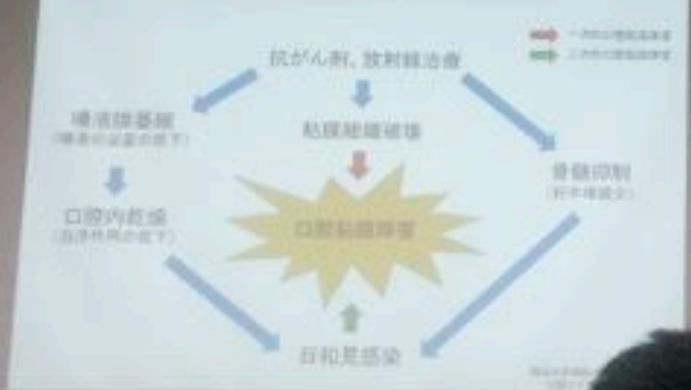 抗がん剤、放射線治療
唾液腺萎縮
(唾液の分泌の低下)
粘膜組織破壊
骨髄抑制
(好中球減少)
口腔内乾燥
(自浄作用の低下)
口腔粘膜障害
日和見感染